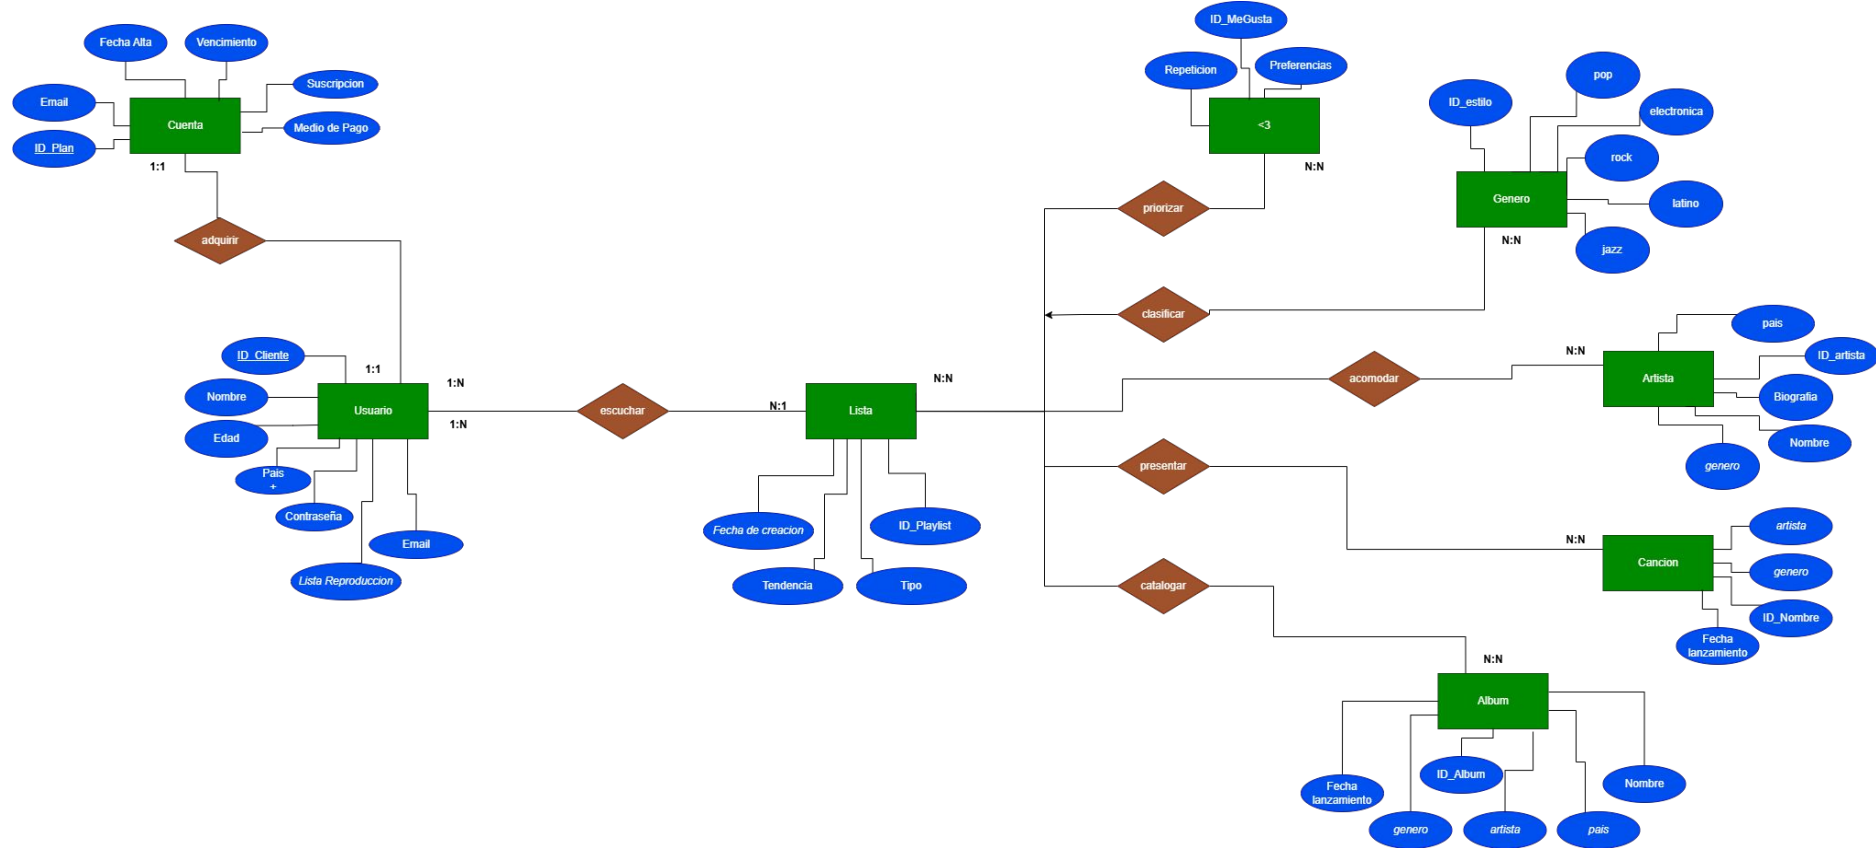 Fecha Alta
Vencimiento
Email
Suscripcion
Cuenta
Medio de Pago
ID_Plan
1:1
adquirir
ID_Cliente
1:1
1:N
Nombre
Usuario
Edad
1:N
Pais
+
Contraseña
Email
Lista Reproduccion
escuchar
N:1
Lista
N:N
Fecha de creacion
ID_Playlist
Tendencia
Tipo
ID_MeGusta
Repeticion
Preferencias
<3
N:N
priorizar
pop
ID_estilo
electronica
rock
Genero
latino
N:N
jazz
clasificar
pais
N:N
ID_artista
acomodar
Artista
Biografia
Nombre
genero
presentar
artista
N:N
Cancion
genero
ID_Nombre
Fecha
lanzamiento
catalogar
N:N
Album
ID_Album
Nombre
Fecha
lanzamiento
genero
artista
pais